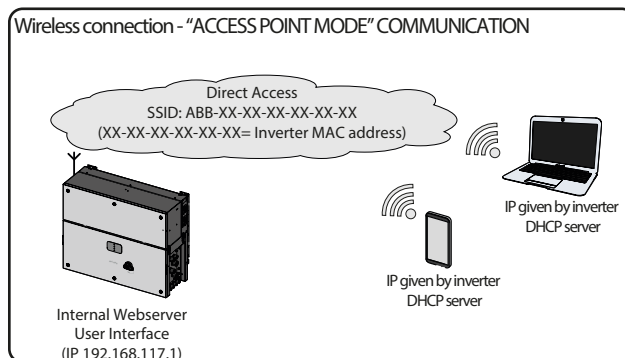 Wireless connection - “ACCESS POINT MODE” COMMUNICATION
Direct Access
SSID: ABB-XX-XX-XX-XX-XX-XX
(XX-XX-XX-XX-XX-XX= Inverter MAC address)
IP given by inverter
DHCP server
IP given by inverter
DHCP server
Internal Webserver
User Interface
(IP 192.168.117.1)